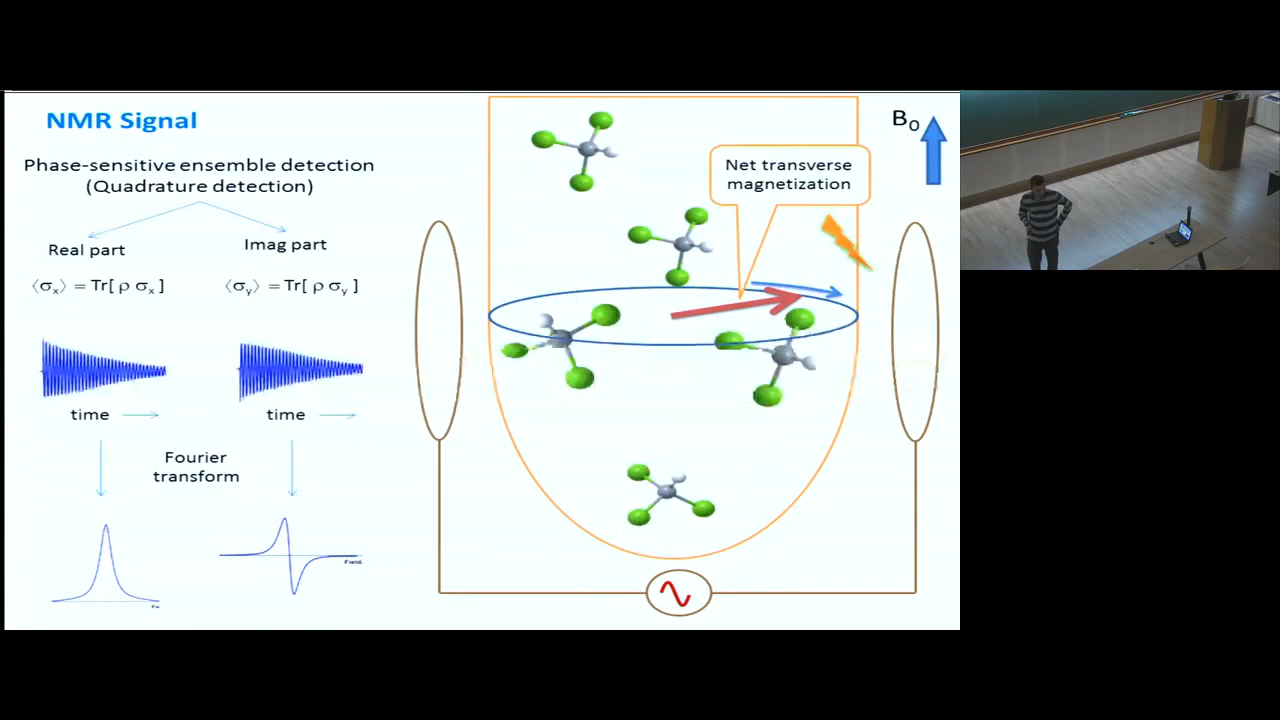 NMR Signal
Phase-sensitive ensemble detection
(Quadrature detection)
Real part
Imag part
⟨σx⟩ = Tr[ ρ σx ]
⟨σy⟩ = Tr[ ρ σy ]
time
time
Fourier
transform
Field
Net transverse
magnetization
B0